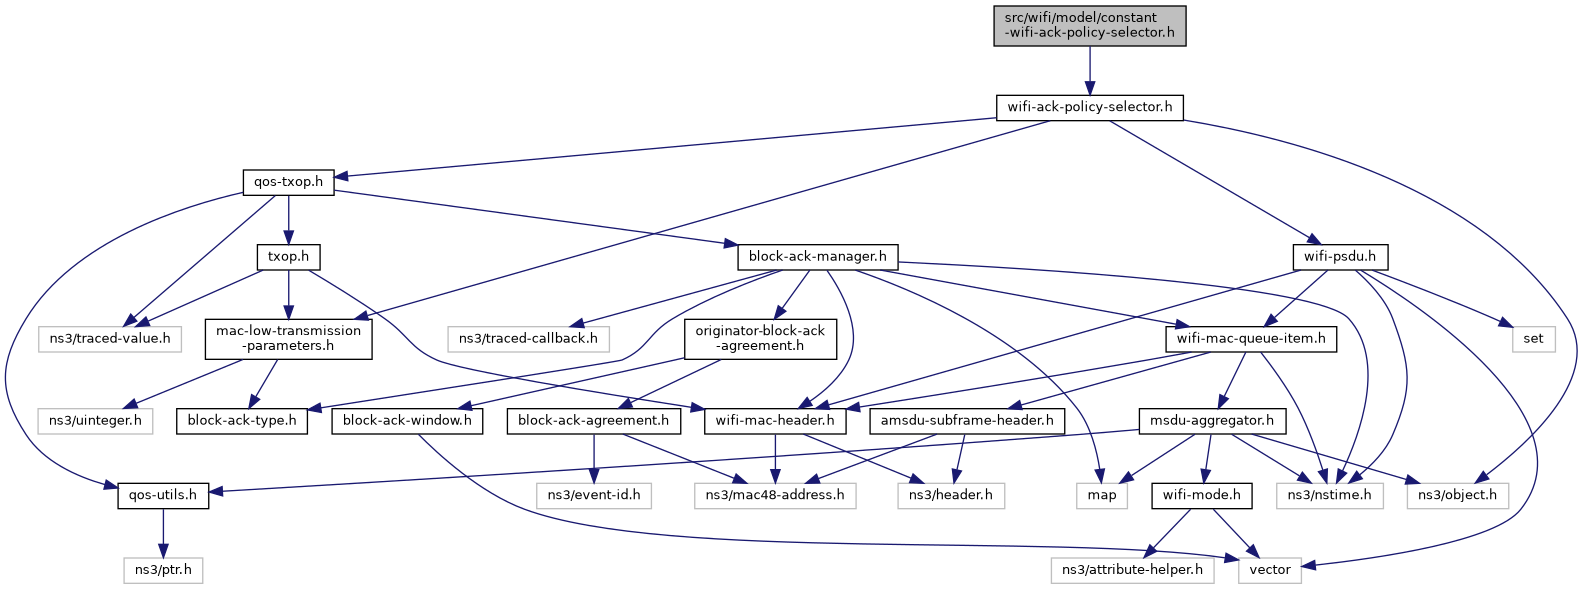 src/wifi/model/constant
-wifi-ack-policy-selector.h
wifi-ack-policy-selector.h
qos-txop.h
txop.h
block-ack-manager.h
wifi-psdu.h
ns3/traced-value.h
mac-low-transmission
-parameters.h
ns3/traced-callback.h
originator-block-ack
-agreement.h
wifi-mac-queue-item.h
set
ns3/uinteger.h
block-ack-type.h
block-ack-window.h
block-ack-agreement.h
wifi-mac-header.h
amsdu-subframe-header.h
msdu-aggregator.h
qos-utils.h
ns3/event-id.h
ns3/mac48-address.h
ns3/header.h
map
wifi-mode.h
ns3/nstime.h
ns3/object.h
ns3/ptr.h
ns3/attribute-helper.h
vector